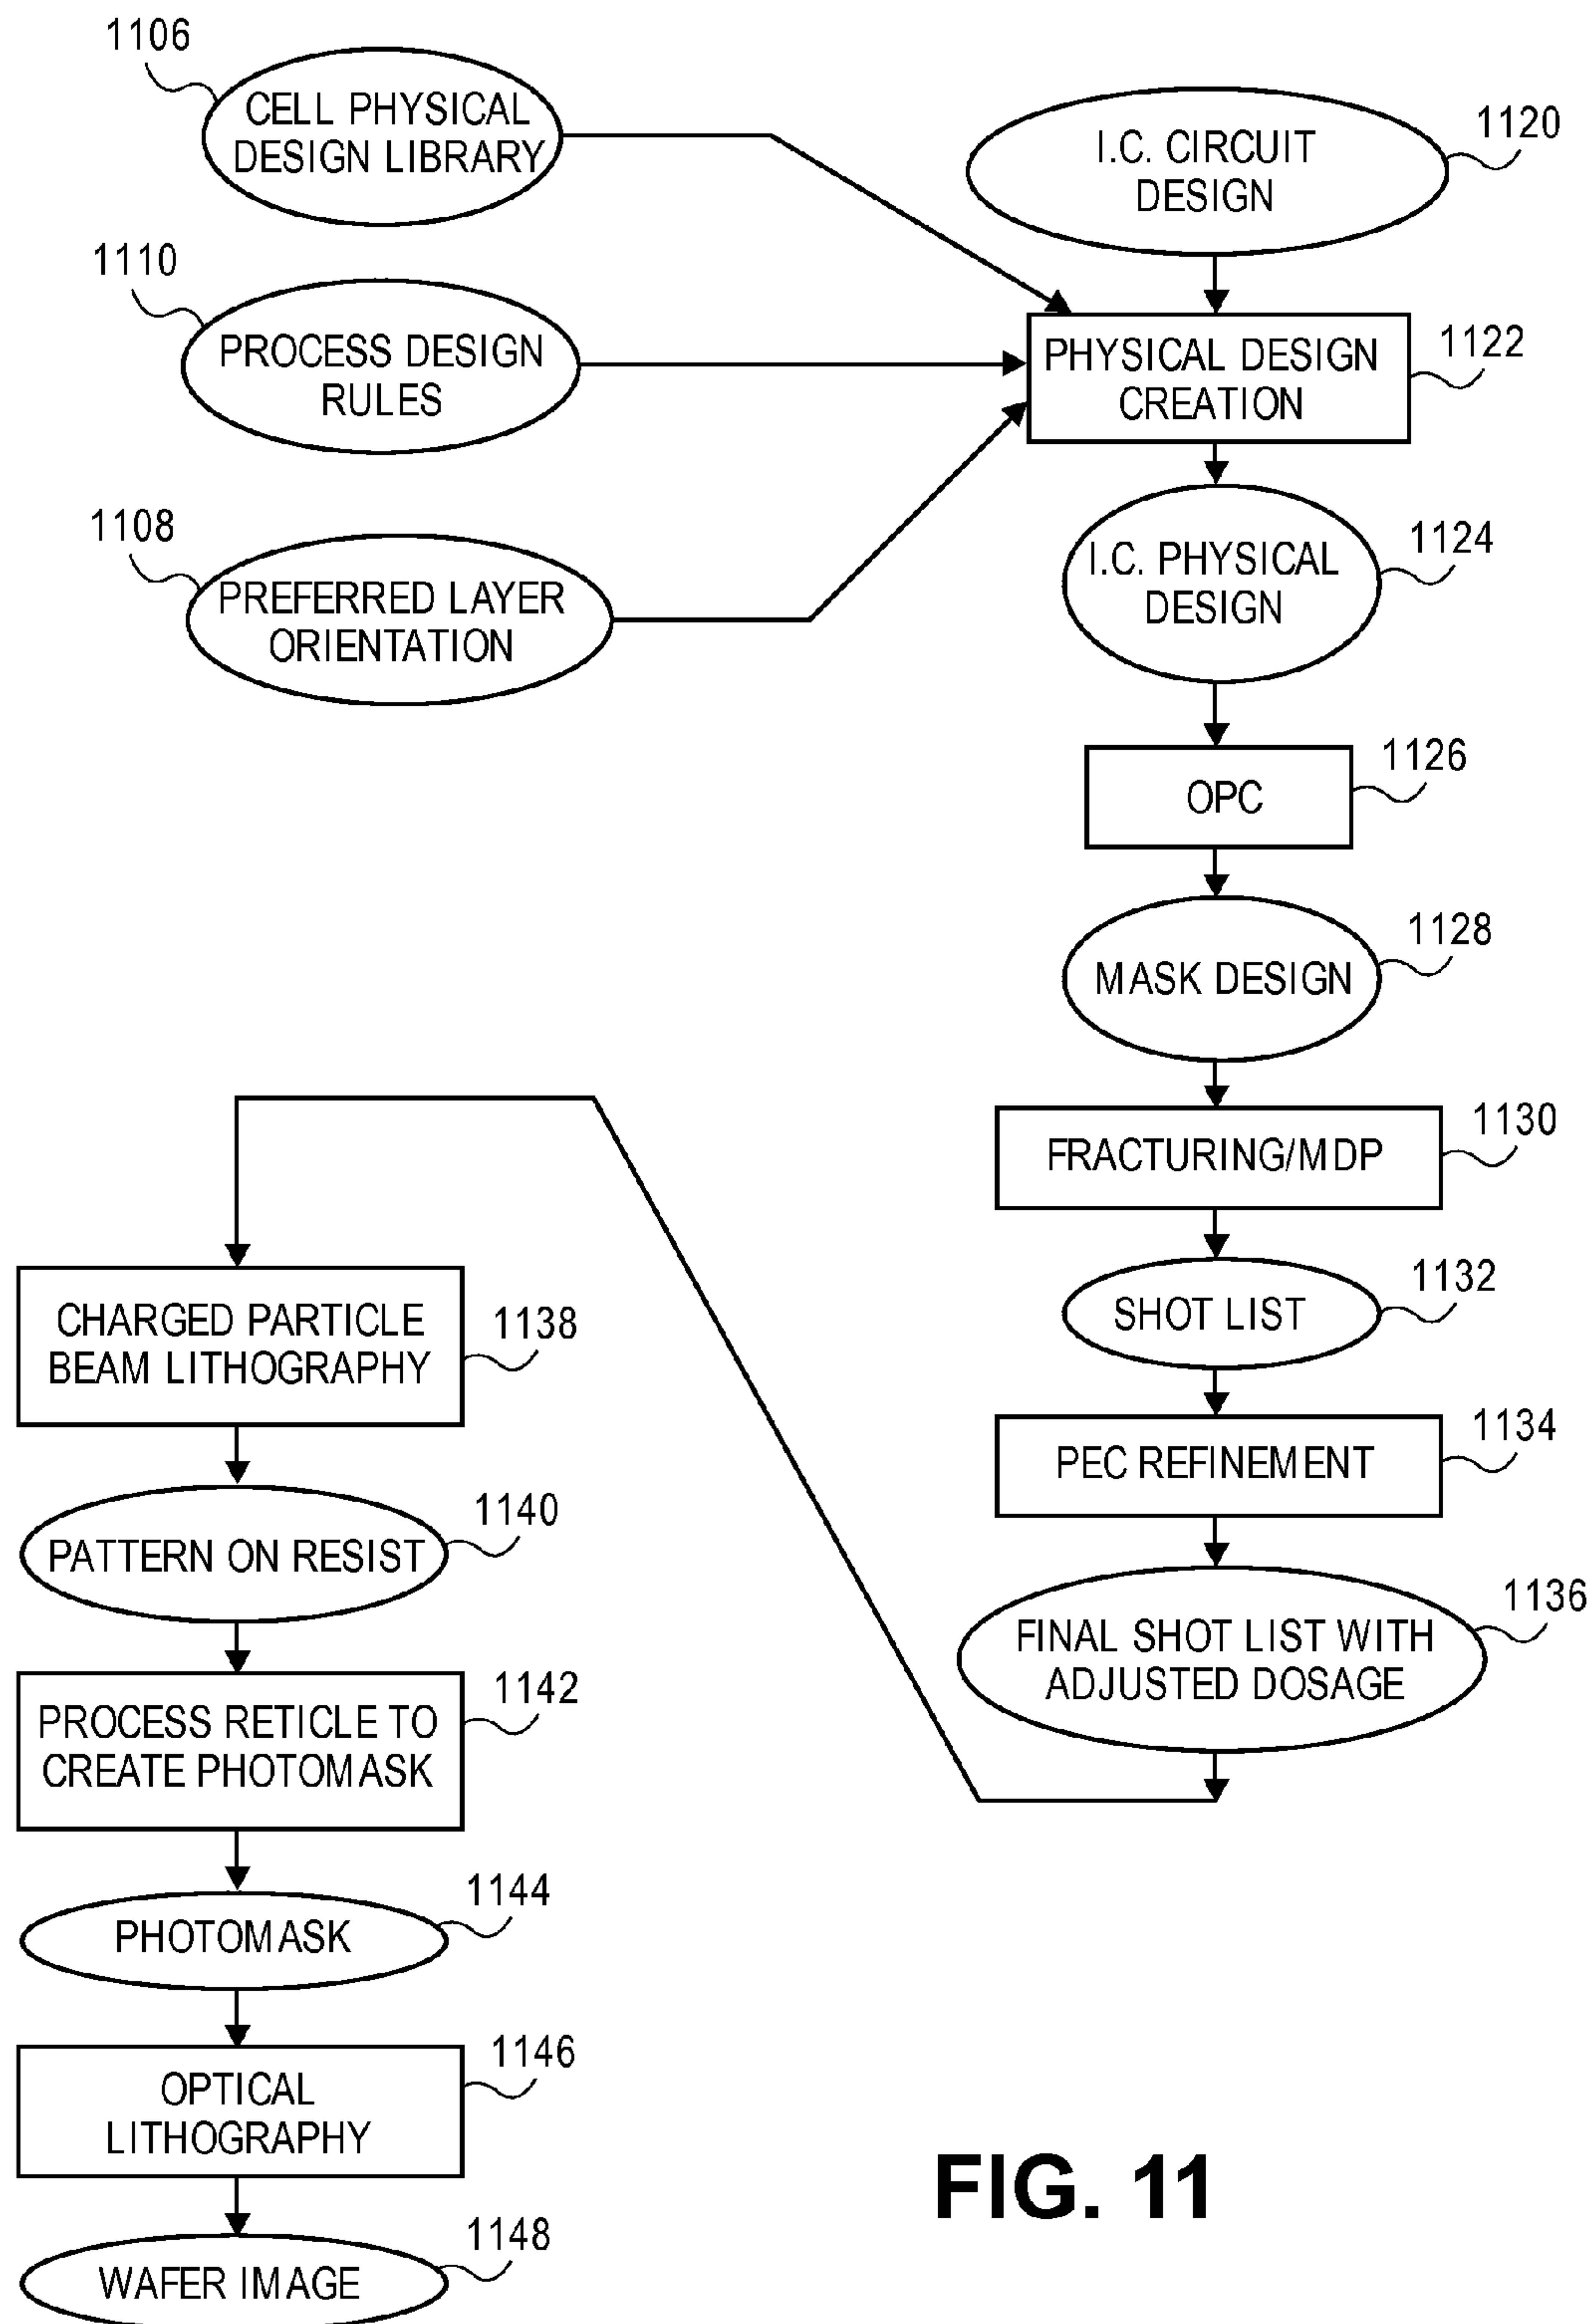 1106
CELL PHYSICAL
DESIGN LIBRARY
1120
I.C. CIRCUIT
DESIGN
1110
PROCESS DESIGN
RULES
1122
PHYSICAL DESIGN
CREATION
1108
PREFERRED LAYER
ORIENTATION
1124
I.C. PHYSICAL
DESIGN
1126
OPC
1128
MASK DESIGN
1130
FRACTURING/MDP
1132
SHOT LIST
1134
PEC REFINEMENT
1136
FINAL SHOT LIST WITH
ADJUSTED DOSAGE
1138
CHARGED PARTICLE
BEAM LITHOGRAPHY
1140
PATTERN ON RESIST
1142
PROCESS RETICLE TO
CREATE PHOTOMASK
1144
PHOTOMASK
1146
OPTICAL
LITHOGRAPHY
1148
WAFER IMAGE
FIG. 11